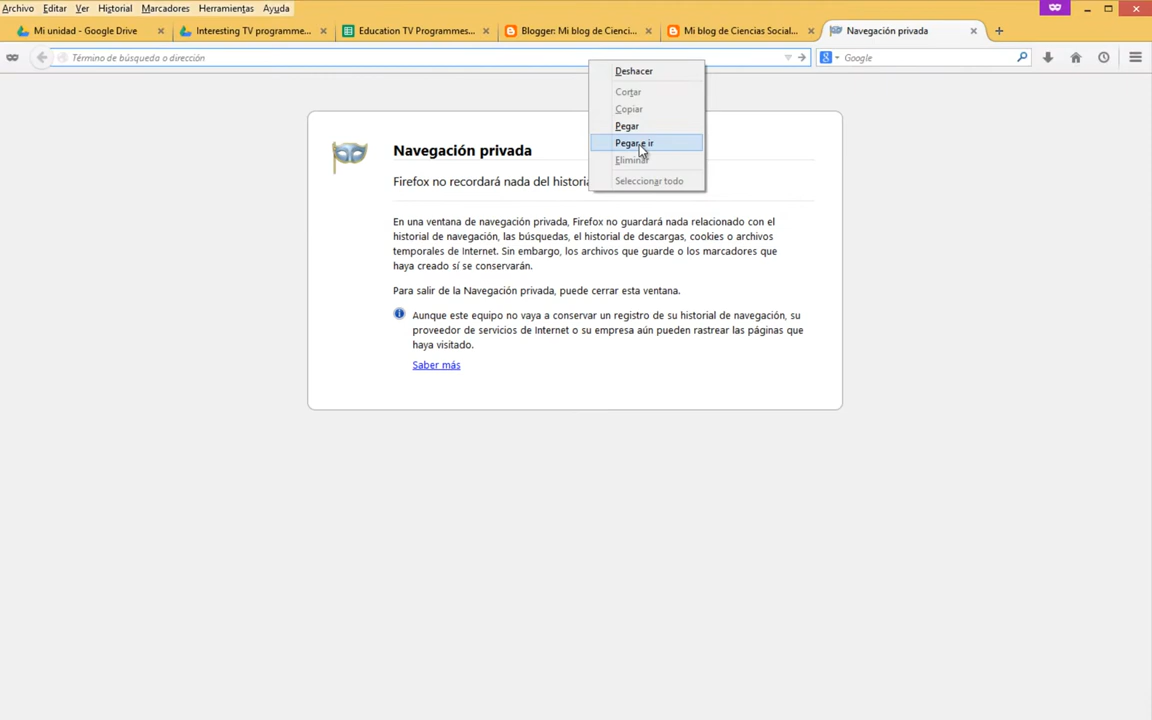 Archivo Editar Ver Historial Marcadores Herramientas Ayuda
Mi unidad - Google Drive
Interesting TV programme...
Education TV Programmes...
Blogger: Mi blog de Cienci...
Mi blog de Ciencias Social...
Navegación privada
Término de búsqueda o dirección
Google
Deshacer
Cortar
Copiar
Pegar
Pegar e ir
Eliminar
Seleccionar todo
Navegación privada
Firefox no recordará nada del
En una ventana de navegación privada, Firefox no guardará nada relacionado con el
historial de navegación, las búsquedas, el historial de descargas, cookies o archivos
temporales de Internet. Sin embargo, los archivos que guarde o los marcadores que
haya creado sí se conservarán.
Para salir de la Navegación privada, puede cerrar esta ventana.
Aunque este equipo no vaya a conservar un registro de su historial de navegación, su
proveedor de servicios de Internet o su empresa aún pueden rastrear las páginas que
haya visitado.
Saber más